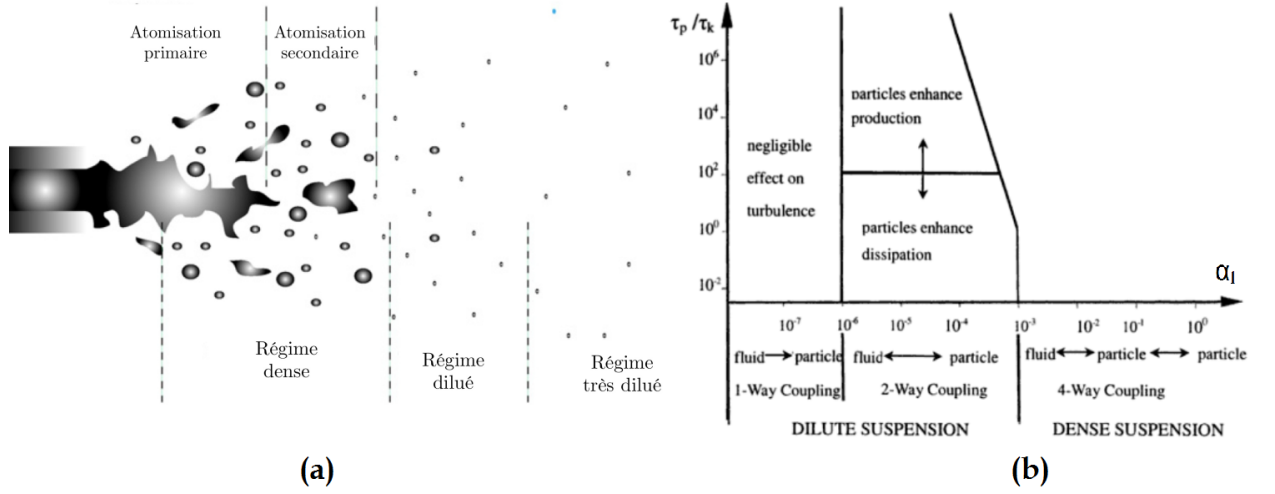 Atomisation
primaire
Atomisation
secondaire
Régime
dense
Régime
dilué
Régime
très dilué
(a)
τp/τk
10^6
10^4
10^2
10^0
10^-2
negligible
effect on
turbulence
particles enhance
production
particles enhance
dissipation
αl
10^-7
10^-6
10^-5
10^-4
10^-3
10^-2
10^-1
10^0
fluid particle
fluid particle
fluid particle particle
1-Way Coupling
2-Way Coupling
4-Way Coupling
DILUTE SUSPENSION
DENSE SUSPENSION
(b)